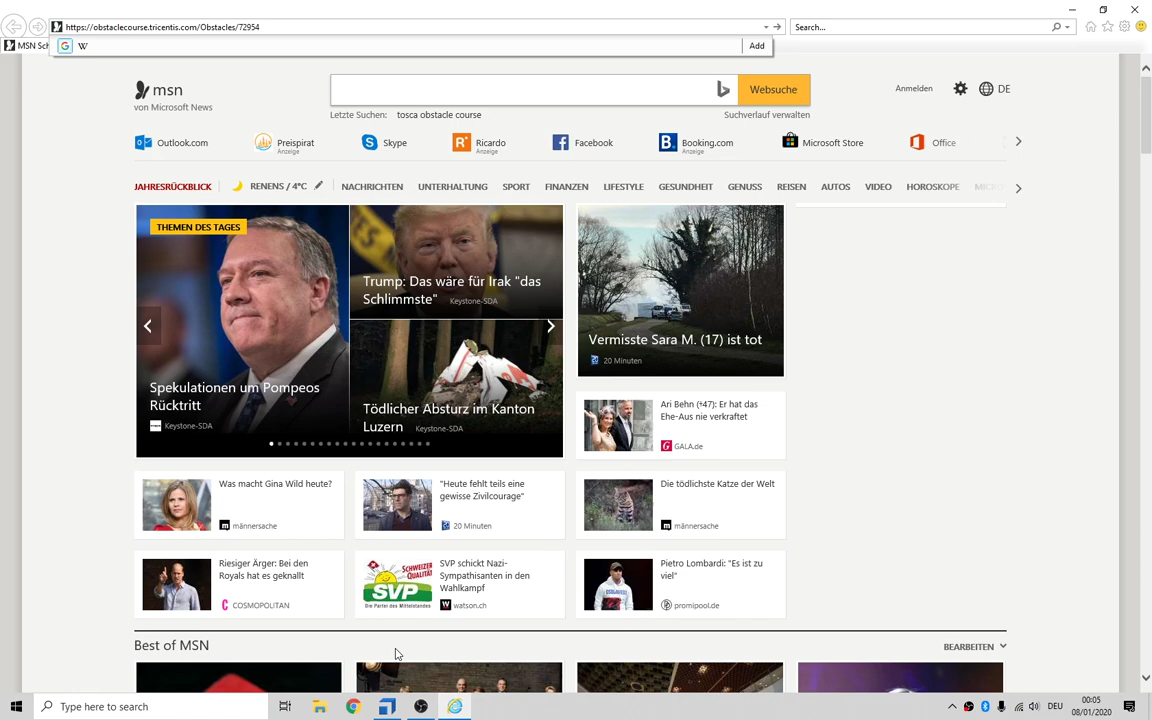 https://obstaclecourse.tricentis.com/Obstacles/72954
Search...
MSN Sch
G W
Add
msn
von Microsoft News
Websuche
Anmelden
DE
Letzte Suchen: tosca obstacle course
Suchverlauf verwalten
Outlook.com
Preispirat
Anzeige
Skype
Ricardo
Anzeige
Facebook
Booking.com
Anzeige
Microsoft Store
Office
JAHRESRÜCKBLICK
RENENS / 4°C
NACHRICHTEN
UNTERHALTUNG
SPORT
FINANZEN
LIFESTYLE
GESUNDHEIT
GENUSS
REISEN
AUTOS
VIDEO
HOROSKOPE
THEMEN DES TAGES
Spekulationen um Pompeos
Rücktritt
Keystone-SDA
Trump: Das wäre für Irak "das
Schlimmste" Keystone-SDA
Tödlicher Absturz im Kanton
Luzern Keystone-SDA
Vermisste Sara M. (17) ist tot
20 Minuten
Ari Behn (†47): Er hat das
Ehe-Aus nie verkraftet
GALA.de
Was macht Gina Wild heute?
männersache
"Heute fehlt teils eine
gewisse Zivilcourage"
20 Minuten
Die tödlichste Katze der Welt
männersache
Riesiger Ärger: Bei den
Royals hat es geknallt
COSMOPOLITAN
SCHWEIZER
QUALITÄT
SVP
Die Partei des Mittelstandes
SVP schickt Nazi-
Sympathisanten in den
Wahlkampf
watson.ch
Pietro Lombardi: "Es ist zu
viel"
promipool.de
Best of MSN
BEARBEITEN
Type here to search
DEU
00:05
08/01/2020